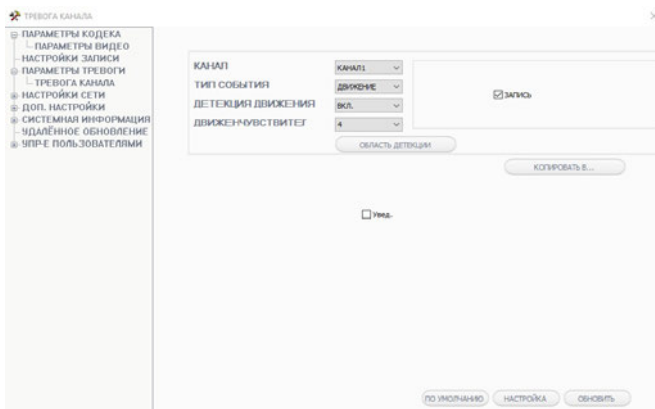 ТРЕВОГА КАНАЛА
ПАРАМЕТРЫ КОДЕКА
ПАРАМЕТРЫ ВИДЕО
НАСТРОЙКИ ЗАПИСИ
ПАРАМЕТРЫ ТРЕВОГИ
ТРЕВОГА КАНАЛА
НАСТРОЙКИ СЕТИ
ДОП. НАСТРОЙКИ
СИСТЕМНАЯ ИНФОРМАЦИЯ
УДАЛЁННОЕ ОБНОВЛЕНИЕ
УПР-Е ПОЛЬЗОВАТЕЛЯМИ
КАНАЛ КАНАЛ1
ТИП СОБЫТИЯ ДВИЖЕНИЕ
ДЕТЕКЦИЯ ДВИЖЕНИЯ ВКЛ.
ДВИЖЕНЧУВСТВИТЕГ 4
ОБЛАСТЬ ДЕТЕКЦИИ
ЗАПИСЬ
КОПИРОВАТЬ В...
Увед.
ПО УМОЛЧАНИЮ НАСТРОЙКА ОБНОВИТЬ